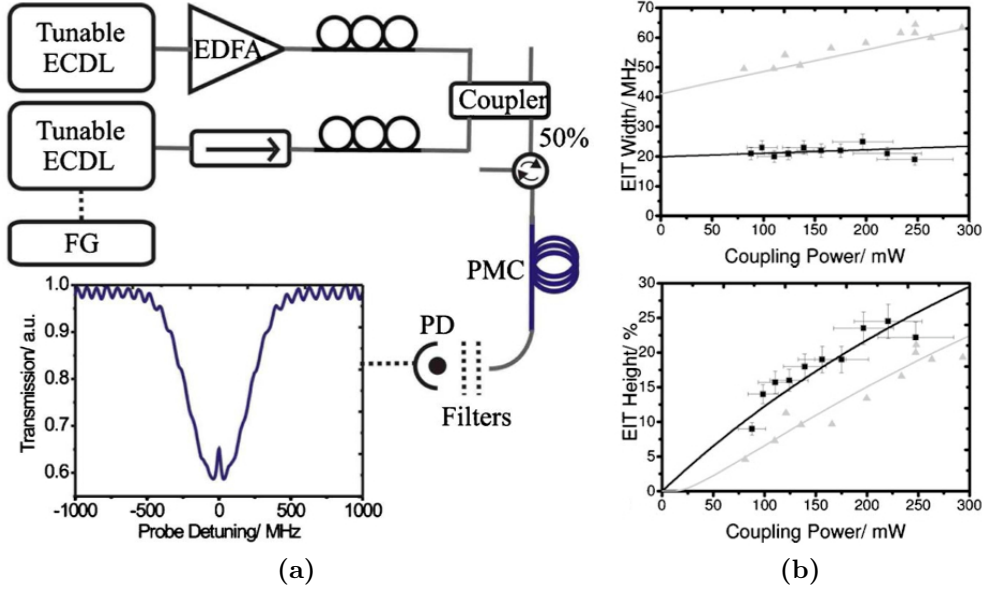 Tunable
ECDL
EDFA
Tunable
ECDL
Coupler
50%
FG
PMC
PD
Filters
Transmission/ a.u.
1.0
0.9
0.8
0.7
0.6
-1000
-500
0
500
1000
Probe Detuning/ MHz
(a)
EIT Width/ MHz
70
60
50
40
30
20
10
0
0
50
100
150
200
250
300
Coupling Power/ mW
EIT Height/ %
30
25
20
15
10
5
0
0
50
100
150
200
250
300
Coupling Power/ mW
(b)